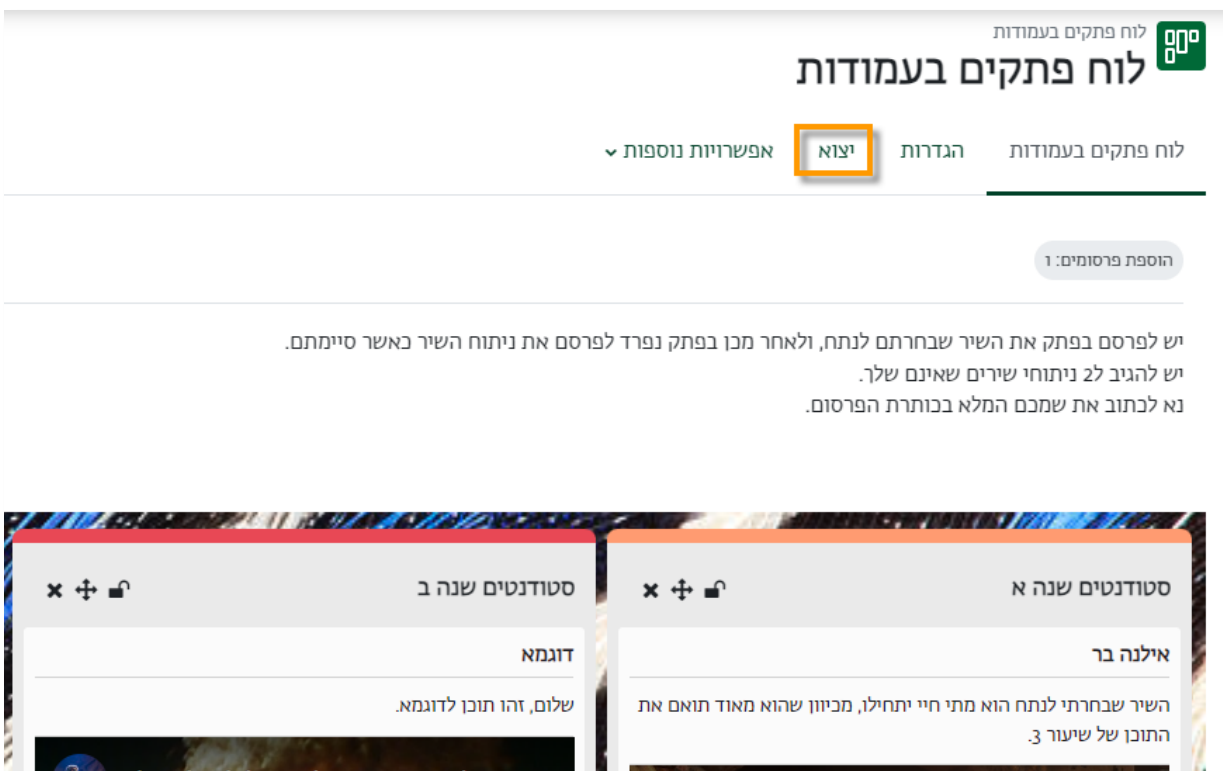 לוח פתקים בעמודות
לוח פתקים בעמודות
לוח פתקים בעמודות
הגדרות
יצוא
אפשרויות נוספות
הוספת פרסומים: 1
יש לפרסם בפתק את השיר שבחרתם לנתח, ולאחר מכן בפתק נפרד לפרסם את ניתוח השיר כאשר סיימתם.
יש להגיב ל2 ניתוחי שירים שאינם שלך.
נא לכתוב את שמכם המלא בכותרת הפרסום.
סטודנטים שנה א
אילנה בר
השיר שבחרתי לנתח הוא מתי חיי יתחילו, מכיוון שהוא מאוד תואם את
התוכן של שיעור 3.
סטודנטים שנה ב
דוגמא
שלום, זהו תוכן לדוגמא.